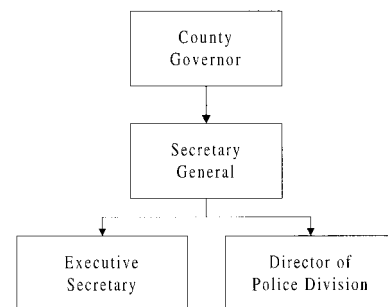 County
Governor
Secretary
General
Executive
Secretary
Director of
Police Division